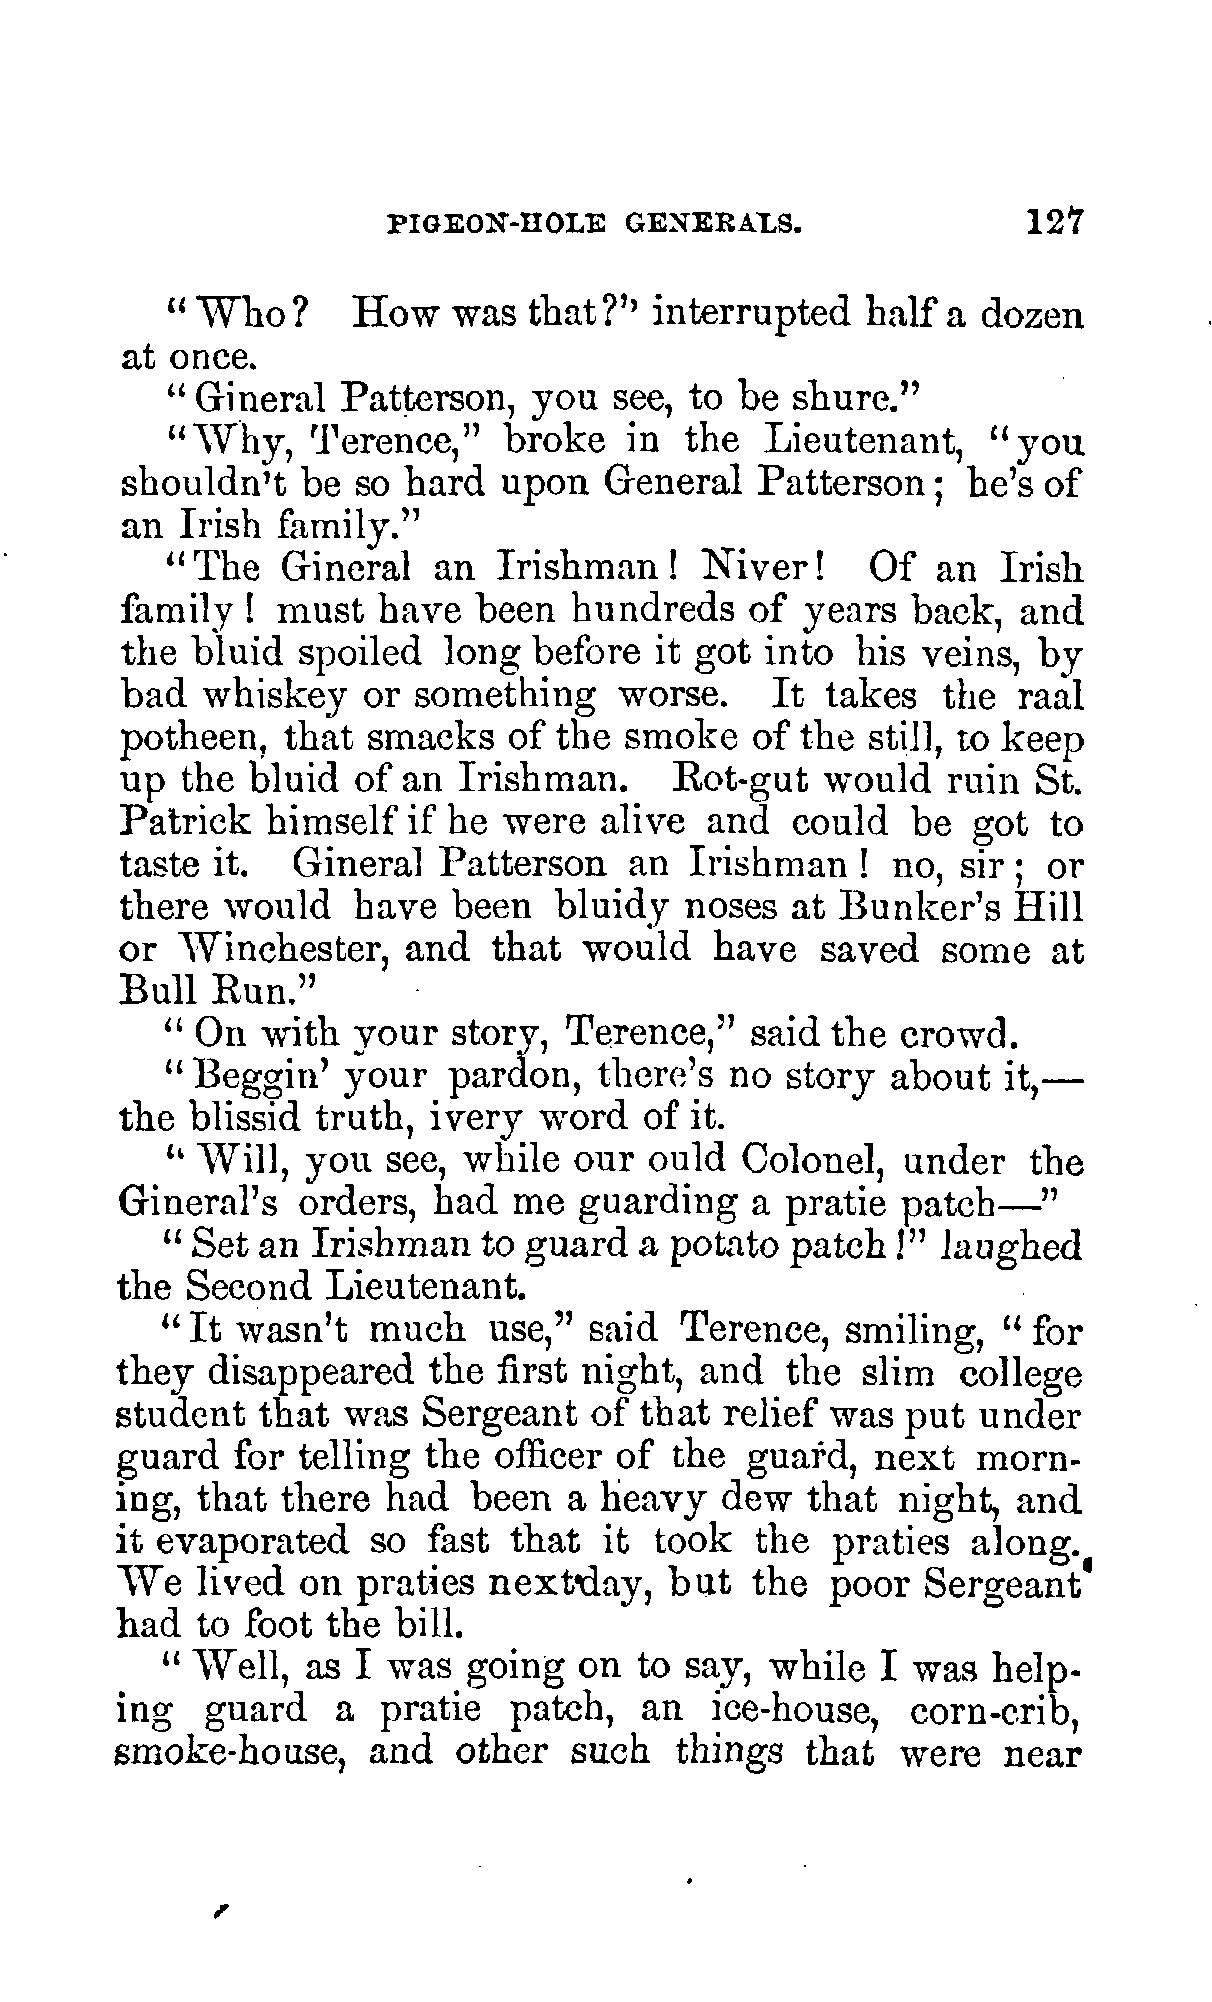 PIGEON-HOLE GENERALS. 127
"Who? How was that?" interrupted half a dozen
at once.
"Gineral Patterson, you see, to be shure."
"Why, Terence," broke in the Lieutenant, "you
shouldn't be so hard upon General Patterson; he's of
an Irish family."
"The Gineral an Irishman! Niver! Of an Irish
family! must have been hundreds of years back, and
the bluid spoiled long before it got into his veins, by
bad whiskey or something worse. It takes the raal
potheen, that smacks of the smoke of the still, to keep
up the bluid of an Irishman. Rot-gut would ruin St.
Patrick himself if he were alive and could be got to
taste it. Gineral Patterson an Irishman! no, sir; or
there would have been bluidy noses at Bunker's Hill
or Winchester, and that would have saved some at
Bull Run."
"On with your story, Terence," said the crowd.
"Beggin' your pardon, there's no story about it,—
the blissid truth, ivery word of it.
"Will, you see, while our ould Colonel, under the
Gineral's orders, had me guarding a pratie patch—"
"Set an Irishman to guard a potato patch!" laughed
the Second Lieutenant.
"It wasn't much use," said Terence, smiling, "for
they disappeared the first night, and the slim college
student that was Sergeant of that relief was put under
guard for telling the officer of the guard, next morn-
ing, that there had been a heavy dew that night, and
it evaporated so fast that it took the praties along.
We lived on praties next day, but the poor Sergeant
had to foot the bill.
"Well, as I was going on to say, while I was help-
ing guard a pratie patch, an ice-house, corn-crib,
smoke-house, and other such things that were near